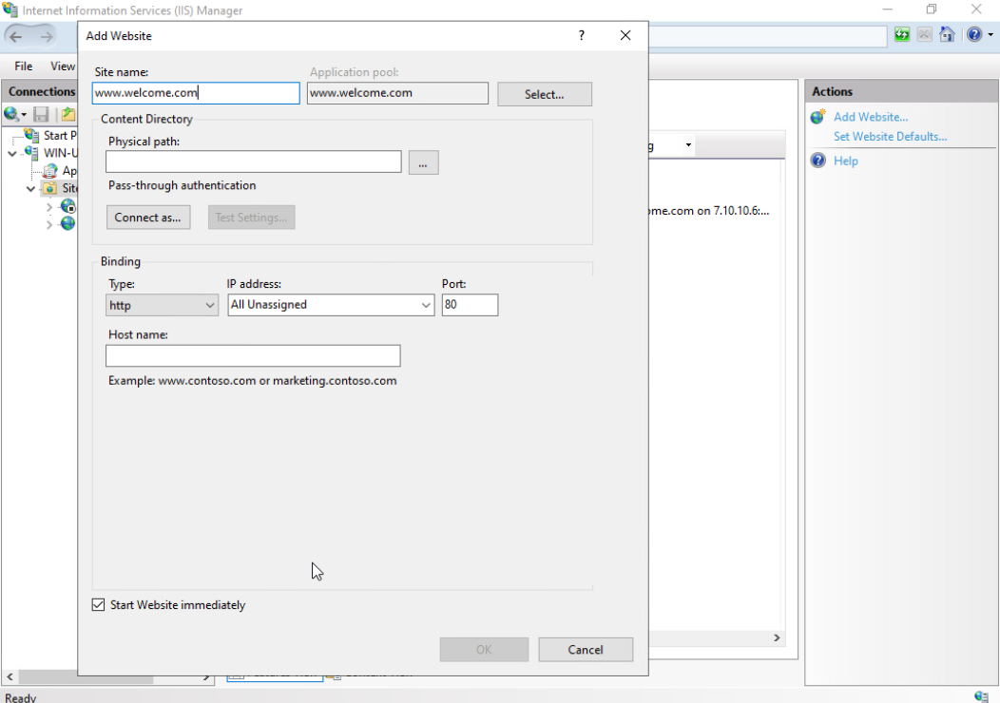 Internet Information Services (IIS) Manager
Add Website
?
File View
Site name:
Application pool:
www.welcome.com
www.welcome.com
Select...
Content Directory
Physical path:
...
Pass-through authentication
Connect as...
Test Settings...
Binding
Type:
IP address:
Port:
http
All Unassigned
80
Host name:
Example: www.contoso.com or marketing.contoso.com
Start Website immediately
OK
Cancel
Connections
Start P
WIN-U
Ap
Site
g
ome.com on 7.10.10.6:...
Actions
Add Website...
Set Website Defaults...
Help
Ready